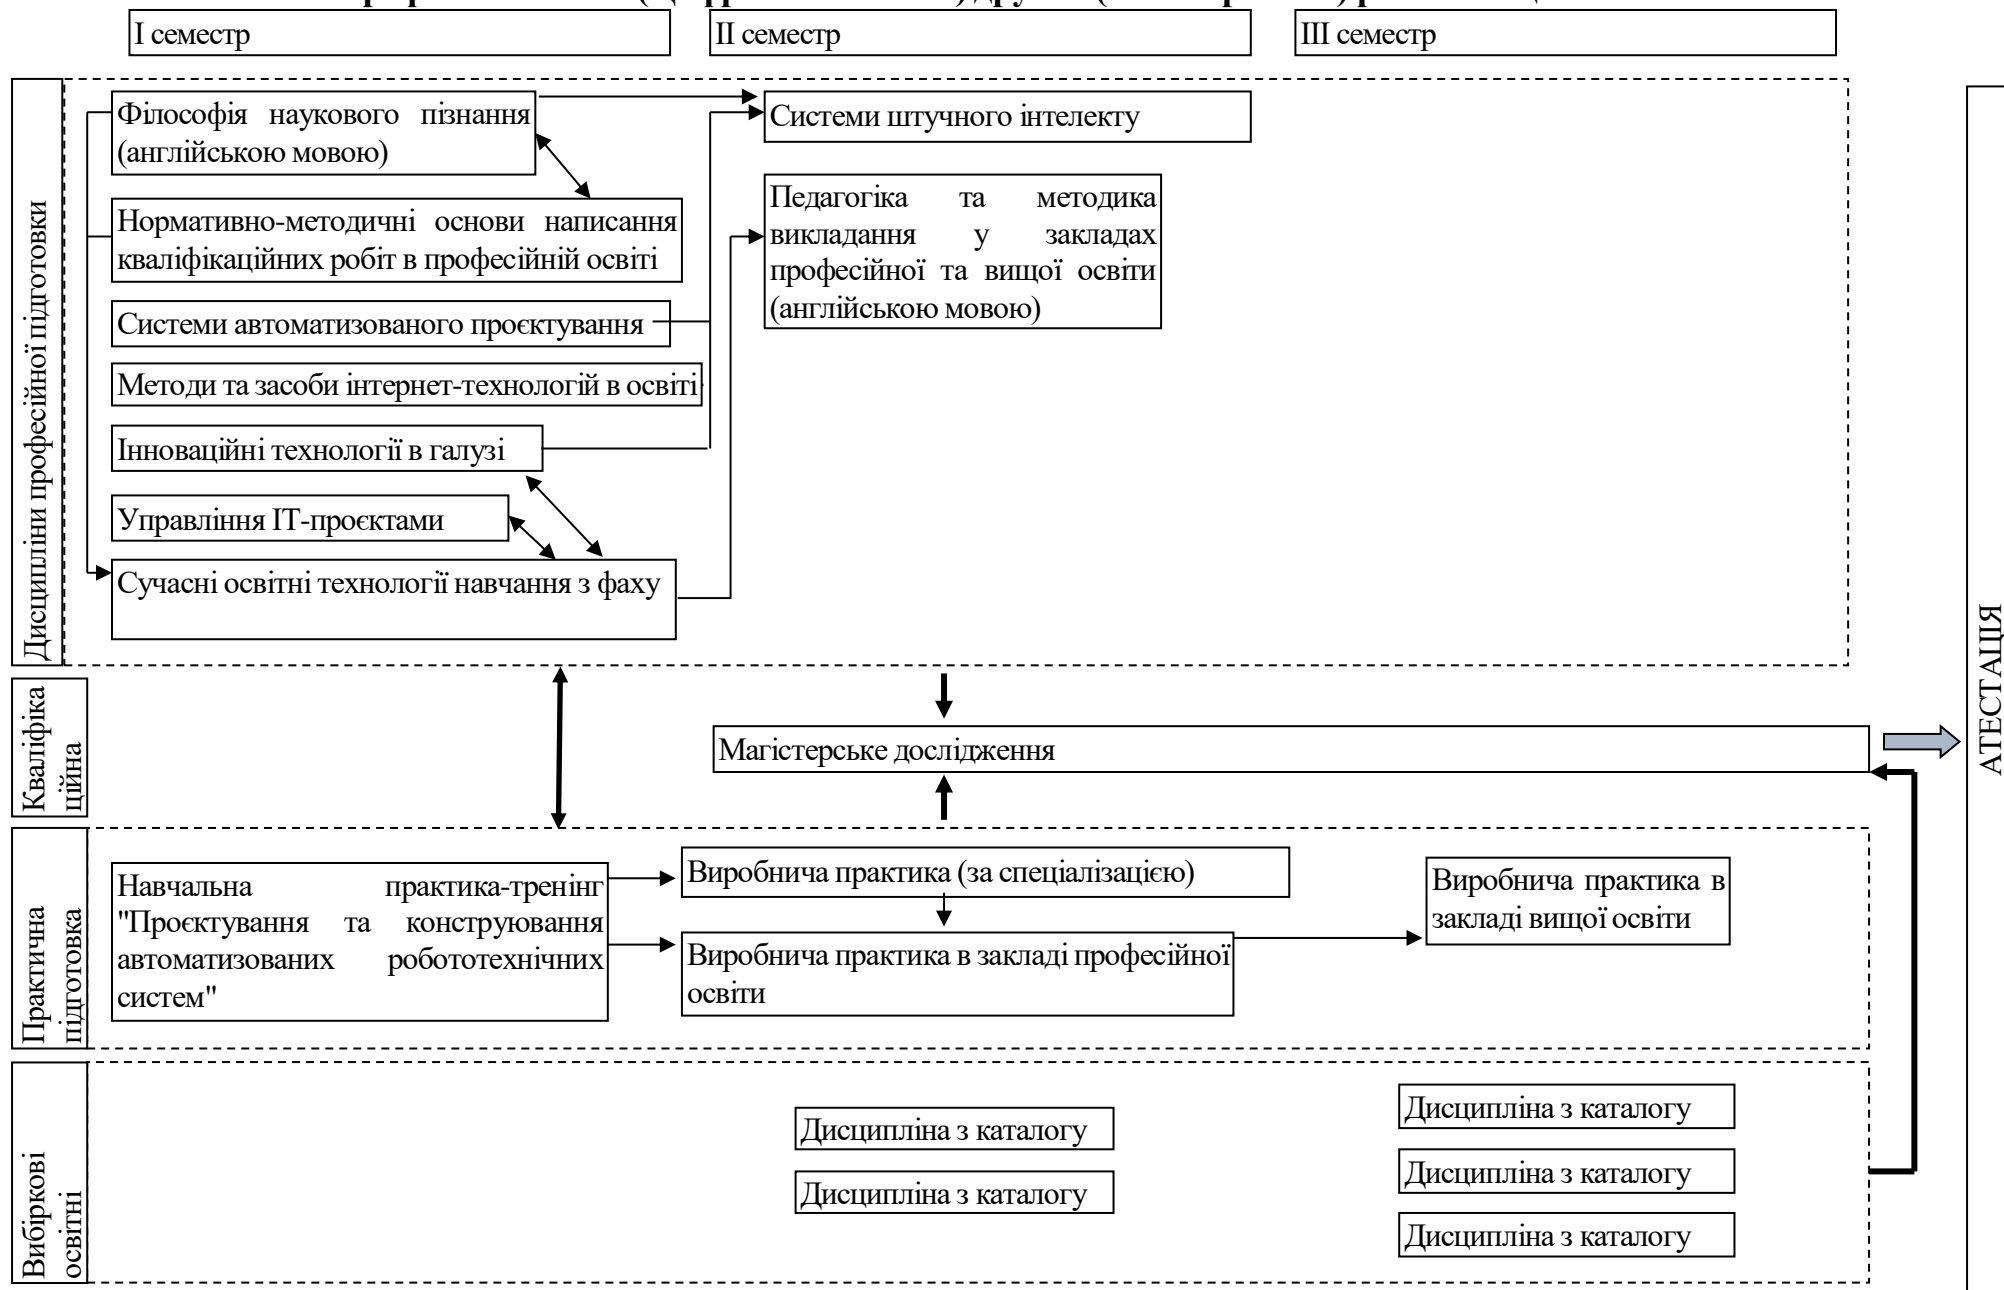 І семестр
ІІ семестр
ІІІ семестр
Дисципліни професійної підготовки
Філософія наукового пізнання
(англійською мовою)
Нормативно-методичні основи написання
кваліфікаційних робіт в професійній освіті
Системи автоматизованого проєктування
Методи та засоби інтернет-технологій в освіті
Інноваційні технології в галузі
Управління ІТ-проєктами
Сучасні освітні технології навчання з фаху
Системи штучного інтелекту
Педагогіка та методика
викладання у закладах
професійної та вищої освіти
(англійською мовою)
Кваліфіка
ційна
Магістерське дослідження
АТЕСТАЦІЯ
Практична
підготовка
Навчальна практика-тренінг
"Проєктування та конструювання
автоматизованих робототехнічних
систем"
Виробнича практика (за спеціалізацією)
Виробнича практика в закладі професійної
освіти
Виробнича практика в
закладі вищої освіти
Вибіркові
освітні
Дисципліна з каталогу
Дисципліна з каталогу
Дисципліна з каталогу
Дисципліна з каталогу
Дисципліна з каталогу